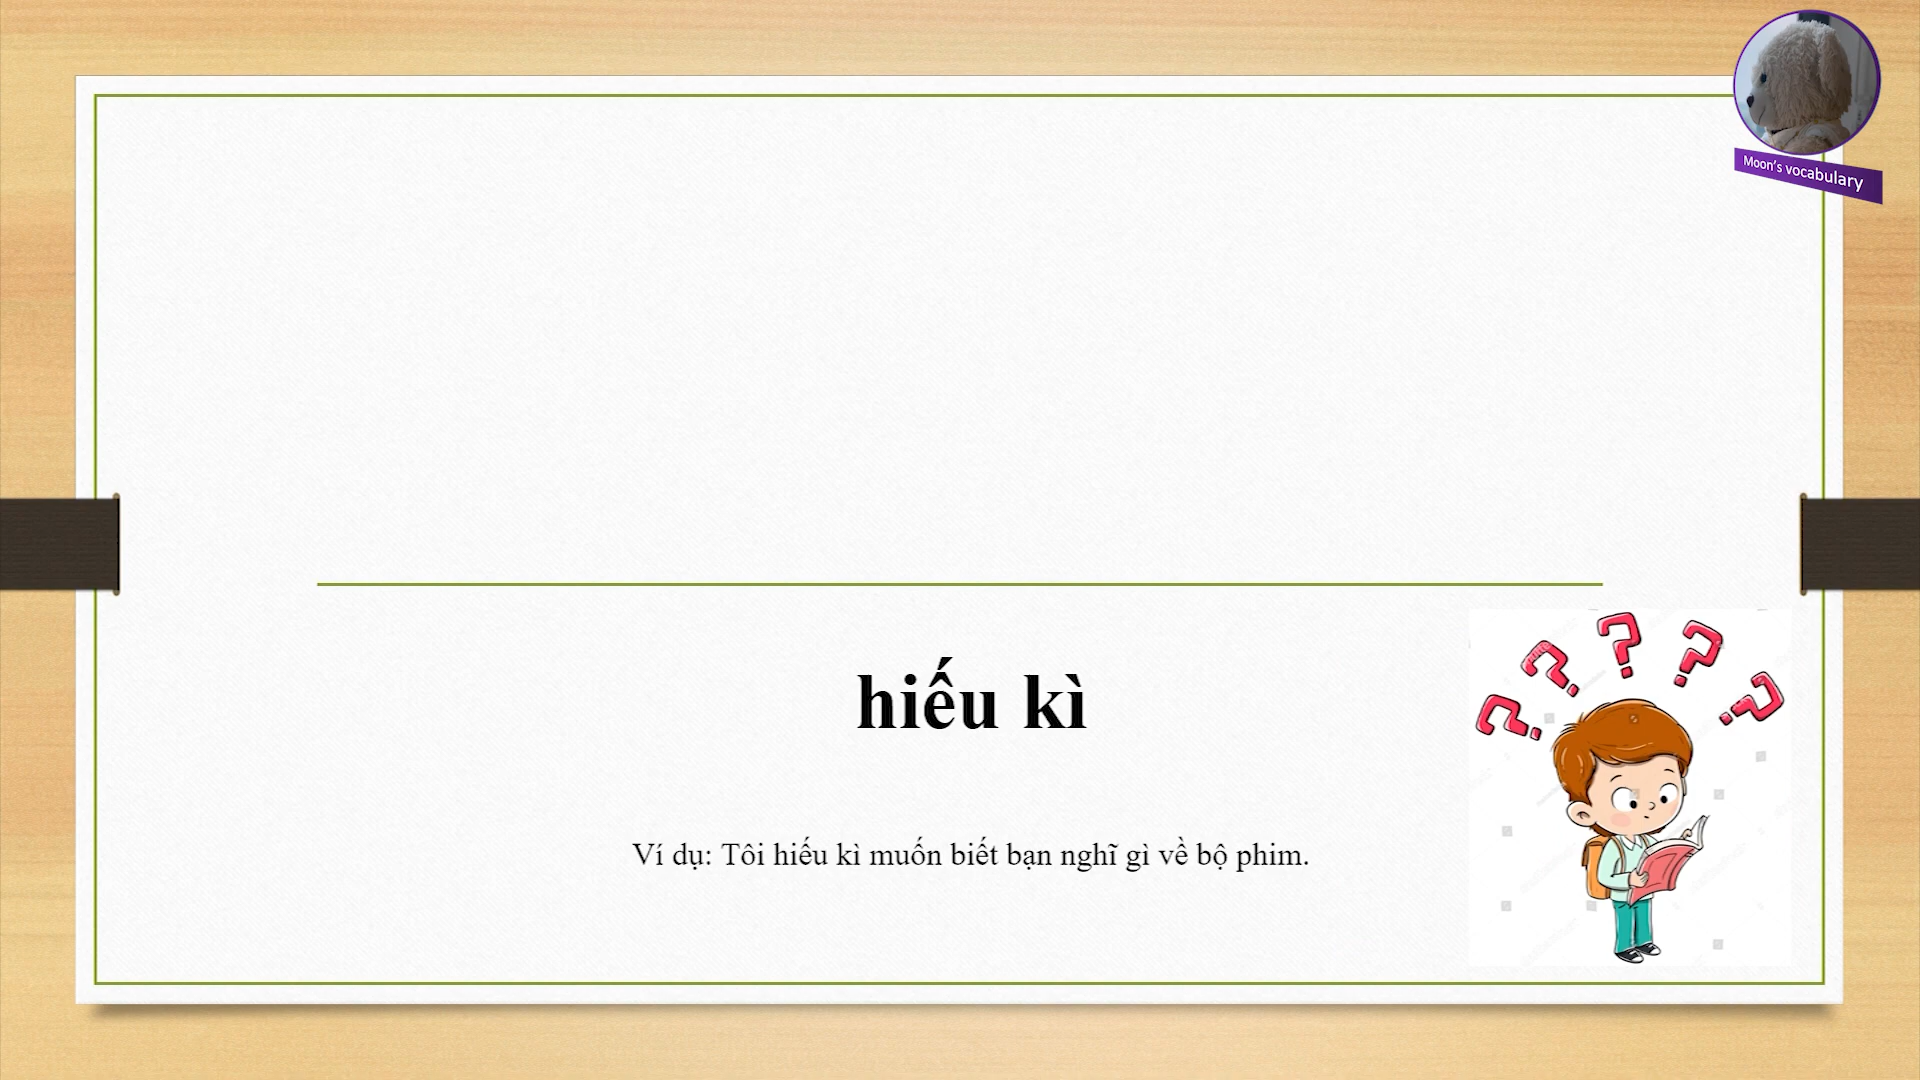 Moon's vocabulary
hiếu kì
Ví dụ: Tôi hiếu kì muốn biết bạn nghĩ gì về bộ phim.